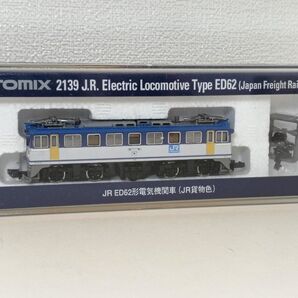 TOMIX 2139 J.R. Electric Locomotive Type ED62 (Japan Freight Rai
JR
JR ED62形電気機関車 (JR貨物色)